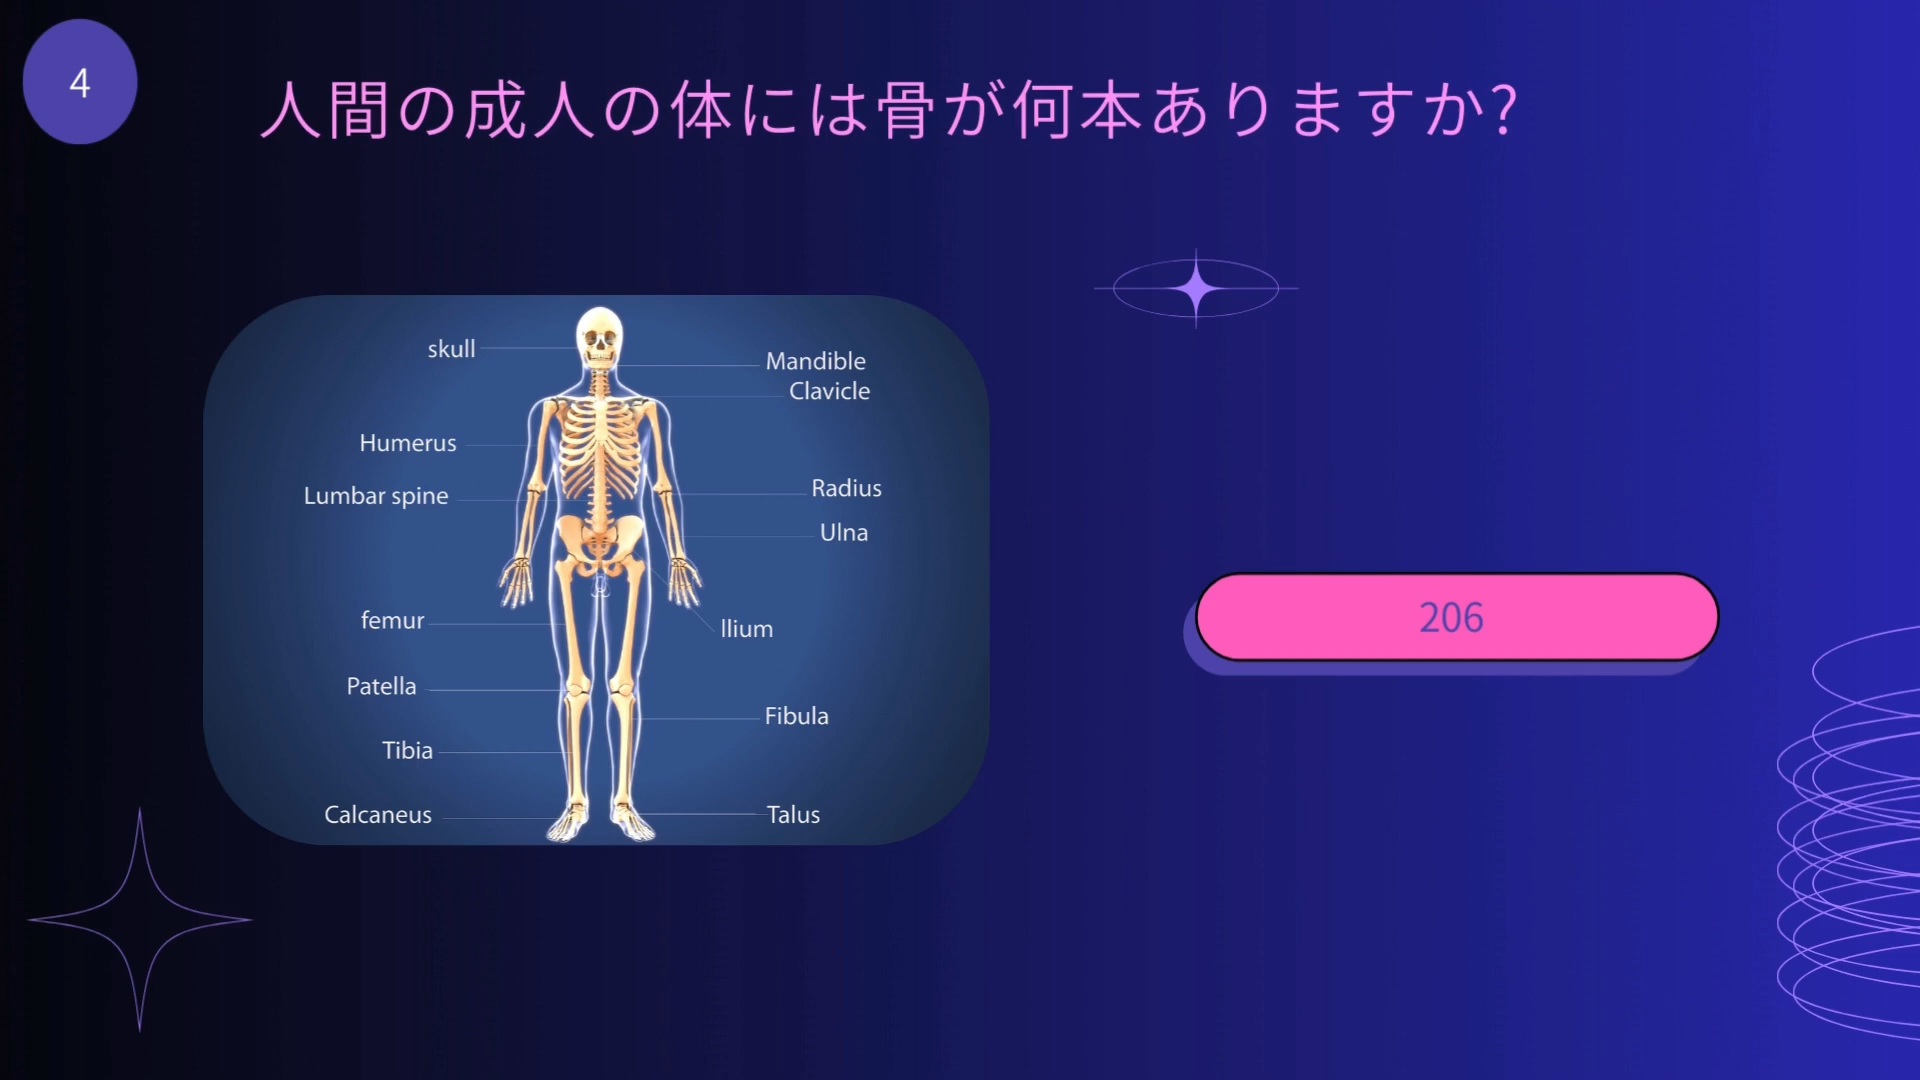 4
人間の成人の体には骨が何本ありますか?
skull
Mandible
Clavicle
Humerus
Lumbar spine
Radius
Ulna
femur
llium
Patella
Fibula
Tibia
Calcaneus
Talus
206